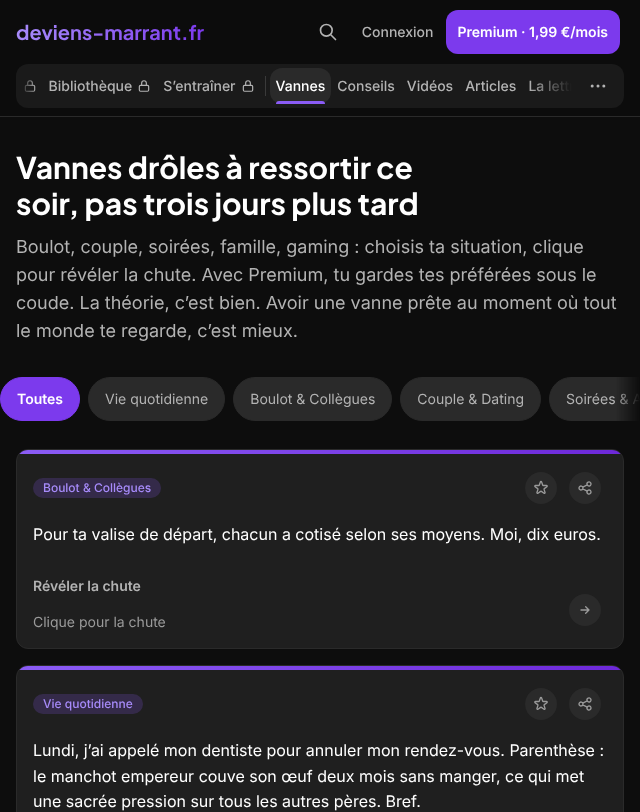 deviens-marrant.fr
Connexion
Premium · 1,99 €/mois
Bibliothèque
S’entraîner
Vannes
Conseils
Vidéos
Articles
La
Vannes drôles à ressortir ce
soir, pas trois jours plus tard
Boulot, couple, soirées, famille, gaming : choisis ta situation, clique
pour révéler la chute. Avec Premium, tu gardes tes préférées sous le
coude. La théorie, c’est bien. Avoir une vanne prête au moment où tout
le monde te regarde, c’est mieux.
Toutes
Vie quotidienne
Boulot & Collègues
Couple & Dating
Soirées &
Boulot & Collègues
Pour ta valise de départ, chacun a cotisé selon ses moyens. Moi, dix euros.
Révéler la chute
Clique pour la chute
Vie quotidienne
Lundi, j’ai appelé mon dentiste pour annuler mon rendez-vous. Parenthèse :
le manchot empereur couve son œuf deux mois sans manger, ce qui met
une sacrée pression sur tous les autres pères. Bref.